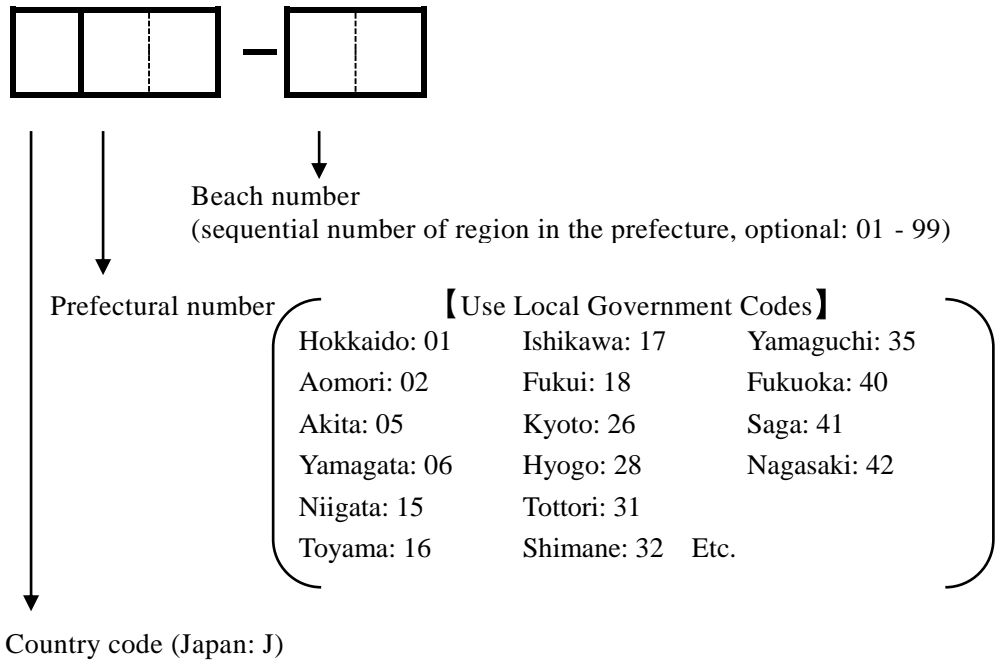 Beach number
(sequential number of region in the prefecture, optional: 01 - 99)
Prefectural number
【Use Local Government Codes】
Hokkaido: 01 Ishikawa: 17 Yamaguchi: 35
Aomori: 02 Fukui: 18 Fukuoka: 40
Akita: 05 Kyoto: 26 Saga: 41
Yamagata: 06 Hyogo: 28 Nagasaki: 42
Niigata: 15 Tottori: 31
Toyama: 16 Shimane: 32 Etc.
Country code (Japan: J)